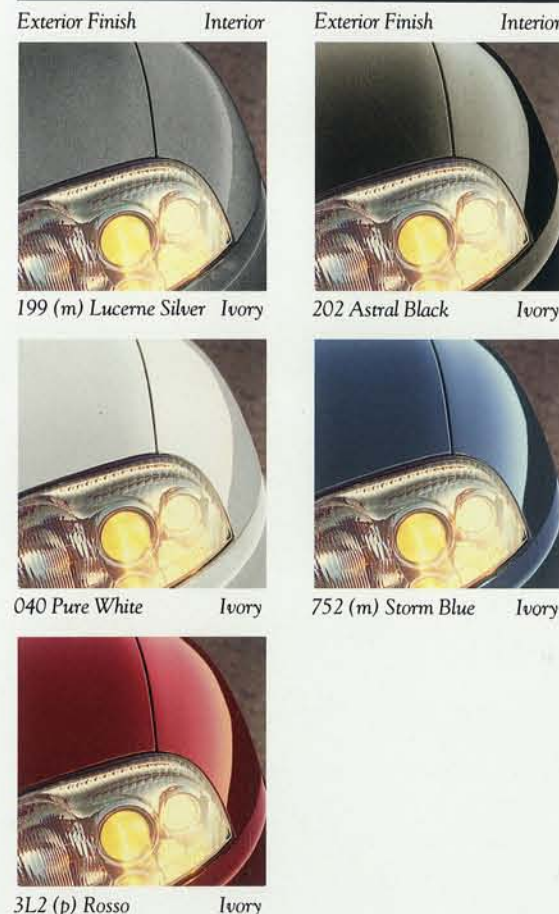 Exterior Finish Interior Exterior Finish Interior
199 (m) Lucerne Silver Ivory 202 Astral Black Ivory
040 Pure White Ivory 752 (m) Storm Blue Ivory
3L2 (p) Rosso Ivory